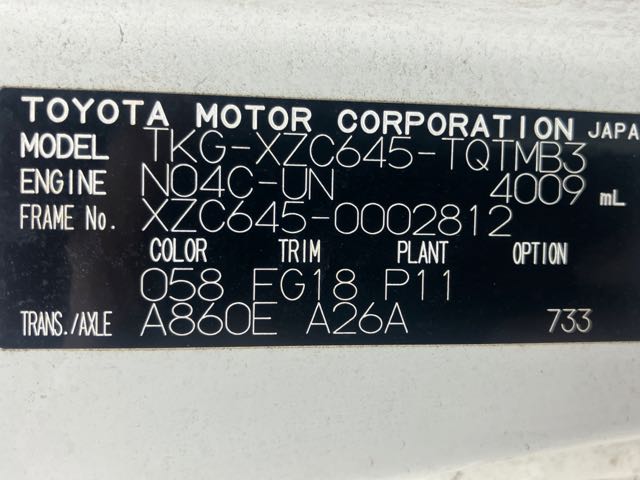 TOYOTA MOTOR CORPORATION JAPA
MODEL TKG-XZC645-TQTMB3
ENGINE N04C-UN 4009 mL
FRAME No. XZC645-0002812
COLOR TRIM PLANT OPTION
058 FG18 P11
TRANS./AXLE A860E A26A 733